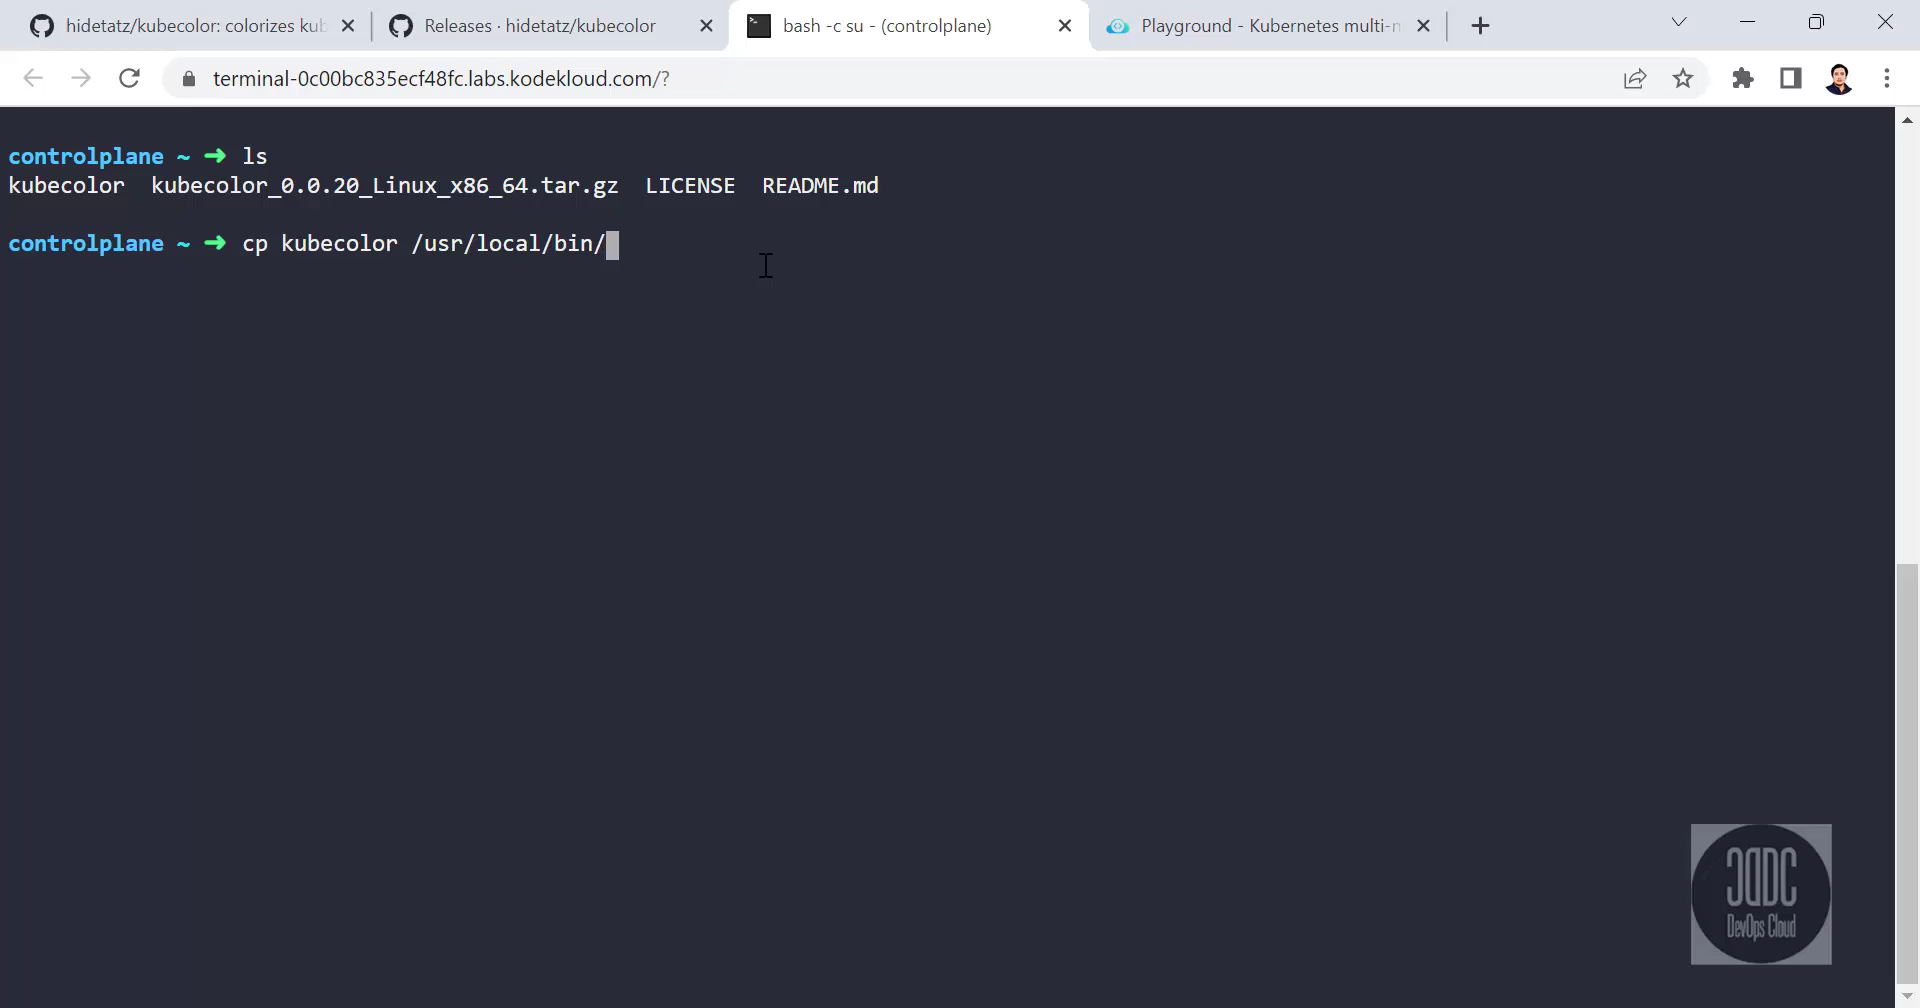 hidetatz/kubecolor: colorizes kub
Releases · hidetatz/kubecolor
bash -c su - (controlplane)
Playground - Kubernetes multi-n
terminal-0c00bc835ecf48fc.labs.kodekloud.com/?
controlplane ~ ➜ ls
kubecolor kubecolor_0.0.20_Linux_x86_64.tar.gz LICENSE README.md
controlplane ~ ➜ cp kubecolor /usr/local/bin/
DevOps Cloud